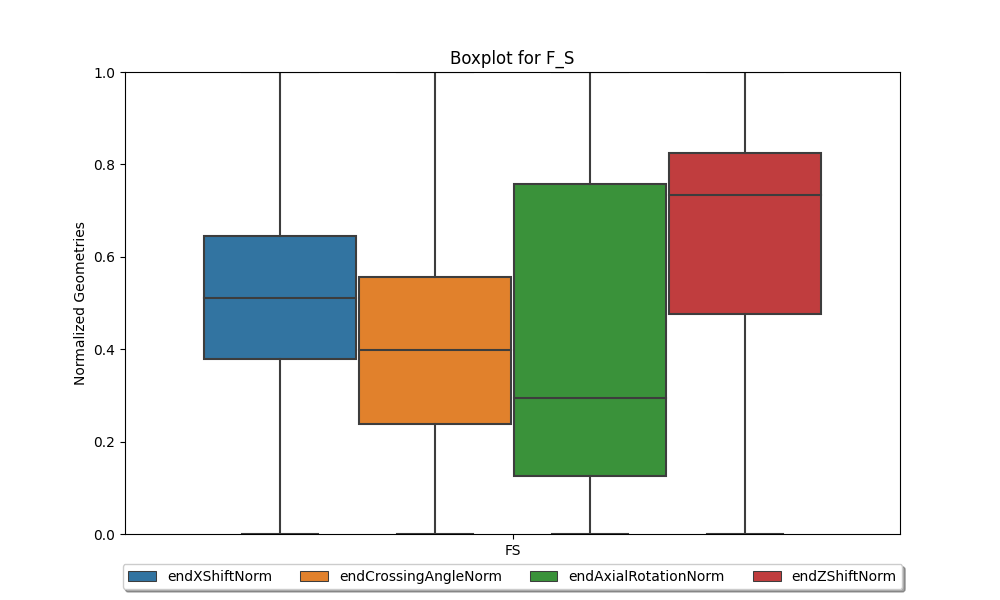 Boxplot for F_S
Normalized Geometries
1.0
0.8
0.6
0.4
0.2
0.0
FS
endXShiftNorm endCrossingAngleNorm endAxialRotationNorm endZShiftNorm